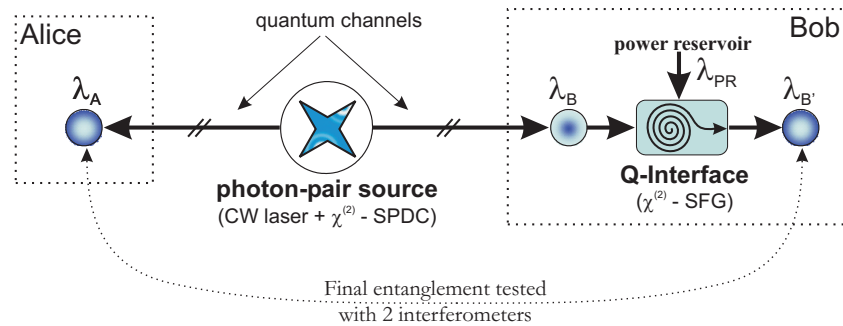 Alice
quantum channels
Bob
power reservoir
λA
λB
λPR
λB'
photon-pair source
(CW laser + χ(2) - SPDC)
Q-Interface
(χ(2) - SFG)
Final entanglement tested
with 2 interferometers